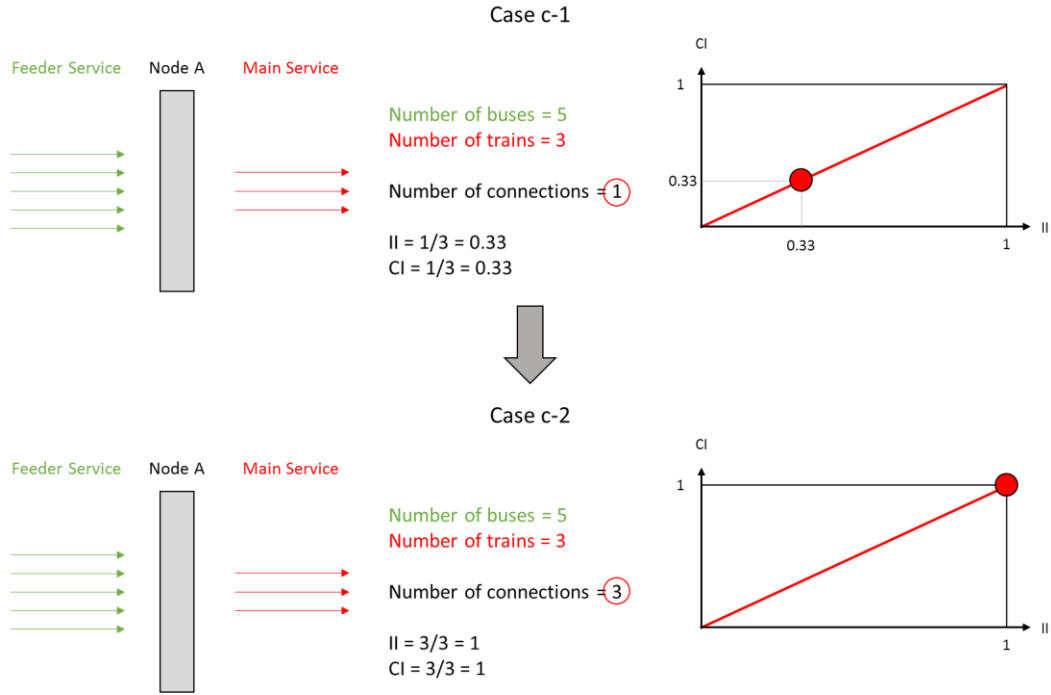 Case c-1
Feeder Service
Node A
Main Service
Number of buses = 5
Number of trains = 3
Number of connections = 1
II = 1/3 = 0.33
CI = 1/3 = 0.33
CI
1
0.33
0.33
1
II
Case c-2
Feeder Service
Node A
Main Service
Number of buses = 5
Number of trains = 3
Number of connections = 3
II = 3/3 = 1
CI = 3/3 = 1
CI
1
1
II